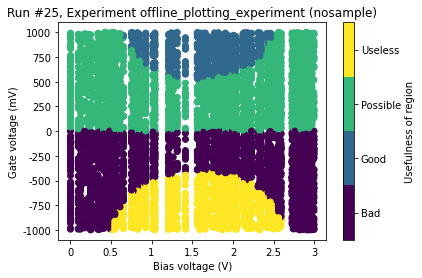 Run #25, Experiment offline_plotting_experiment (nosample)
1000
750
500
250
0
-250
-500
-750
-1000
Gate voltage (mV)
0 0.5 1 1.5 2 2.5 3
Bias voltage (V)
Useless
Possible
Good
Bad
Usefulness of region